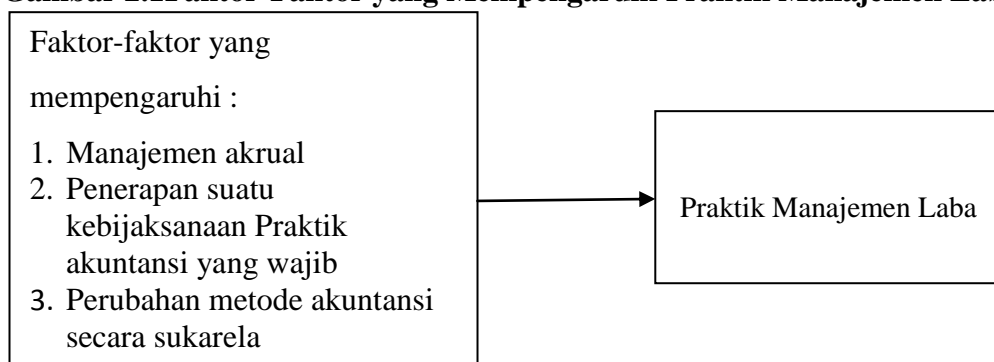 Faktor-faktor yang
mempengaruhi :
1. Manajemen akrual
2. Penerapan suatu
kebijaksanaan Praktik
akuntansi yang wajib
3. Perubahan metode akuntansi
secara sukarela
Praktik Manajemen Laba